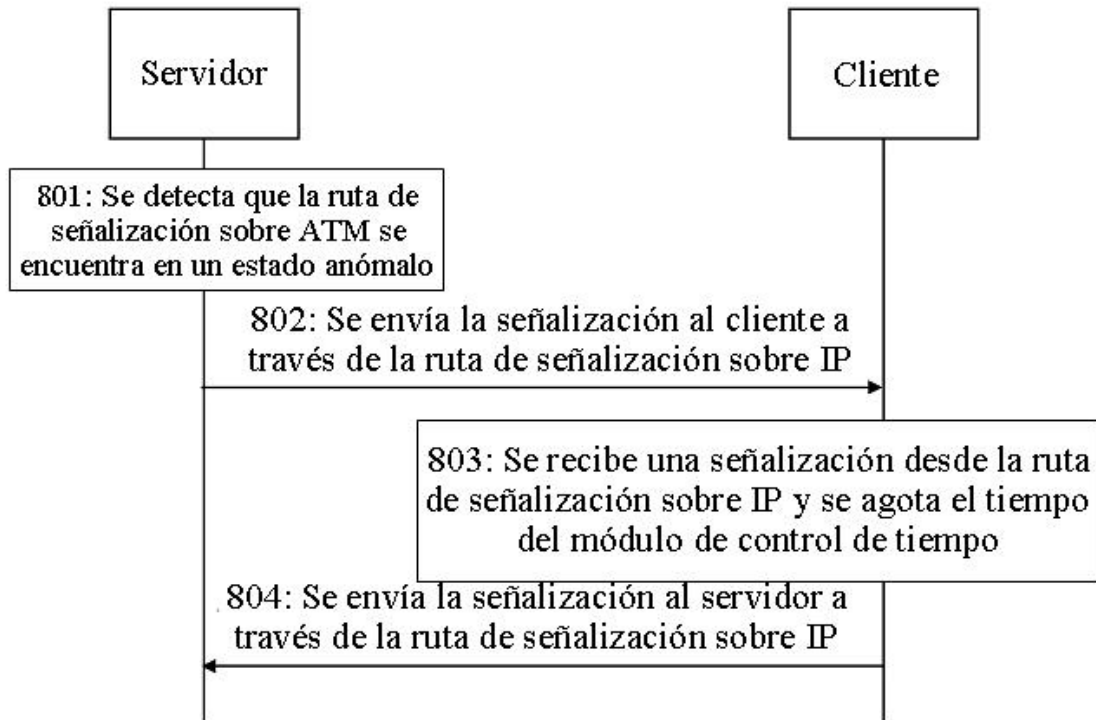 Servidor
Cliente
801: Se detecta que la ruta de
señalización sobre ATM se
encuentra en un estado anómalo
802: Se envía la señalización al cliente a
través de la ruta de señalización sobre IP
803: Se recibe una señalización desde la ruta
de señalización sobre IP y se agota el tiempo
del módulo de control de tiempo
804: Se envía la señalización al servidor a
través de la ruta de señalización sobre IP